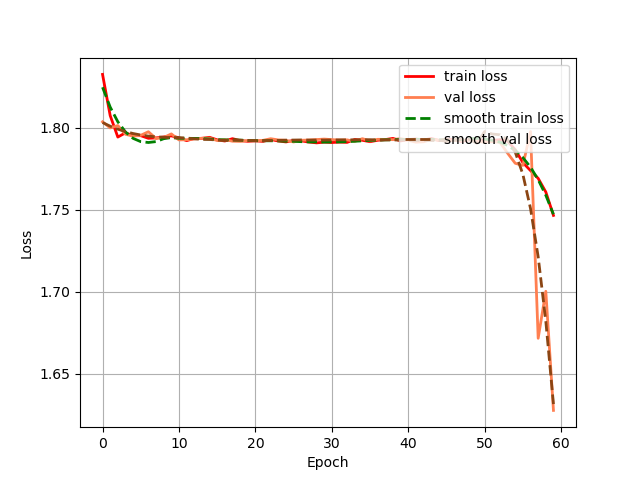 train loss
val loss
smooth train loss
smooth val loss
1.80
1.75
1.70
1.65
Loss
0 10 20 30 40 50 60
Epoch